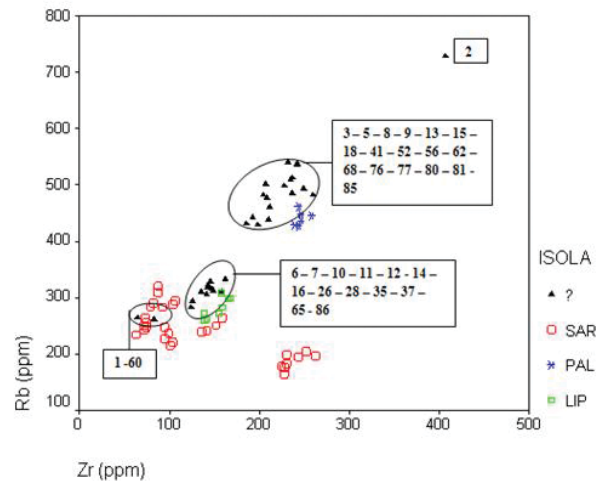 800
700
600
500
400
300
200
100
0
100
200
300
400
500
Rb (ppm)
Zr (ppm)
2
3 – 5 – 8 – 9 – 13 – 15 –
18 – 41 – 52 – 56 – 62 –
68 – 76 – 77 – 80 – 81 -
85
6 – 7 – 10 – 11 – 12 - 14 –
16 – 26 – 28 – 35 – 37 –
65 - 86
1 -60
ISOLA
?
SAR
PAL
LIP